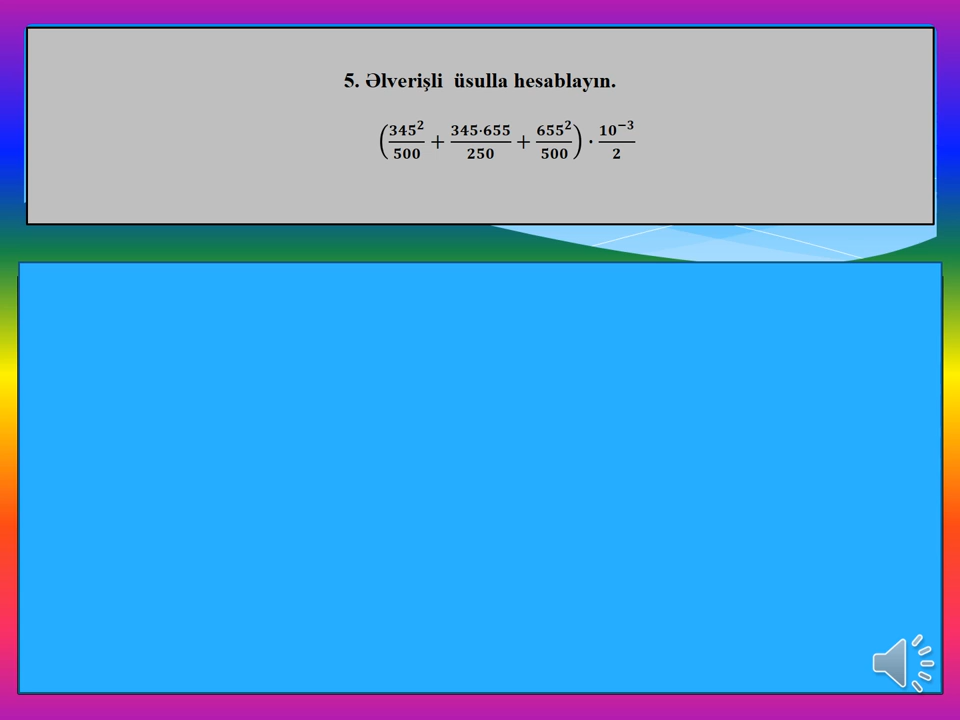 5. Əlverişli üsulla hesablayın.
(345²/500 + 345·655/250 + 655²/500) · 10⁻³/2